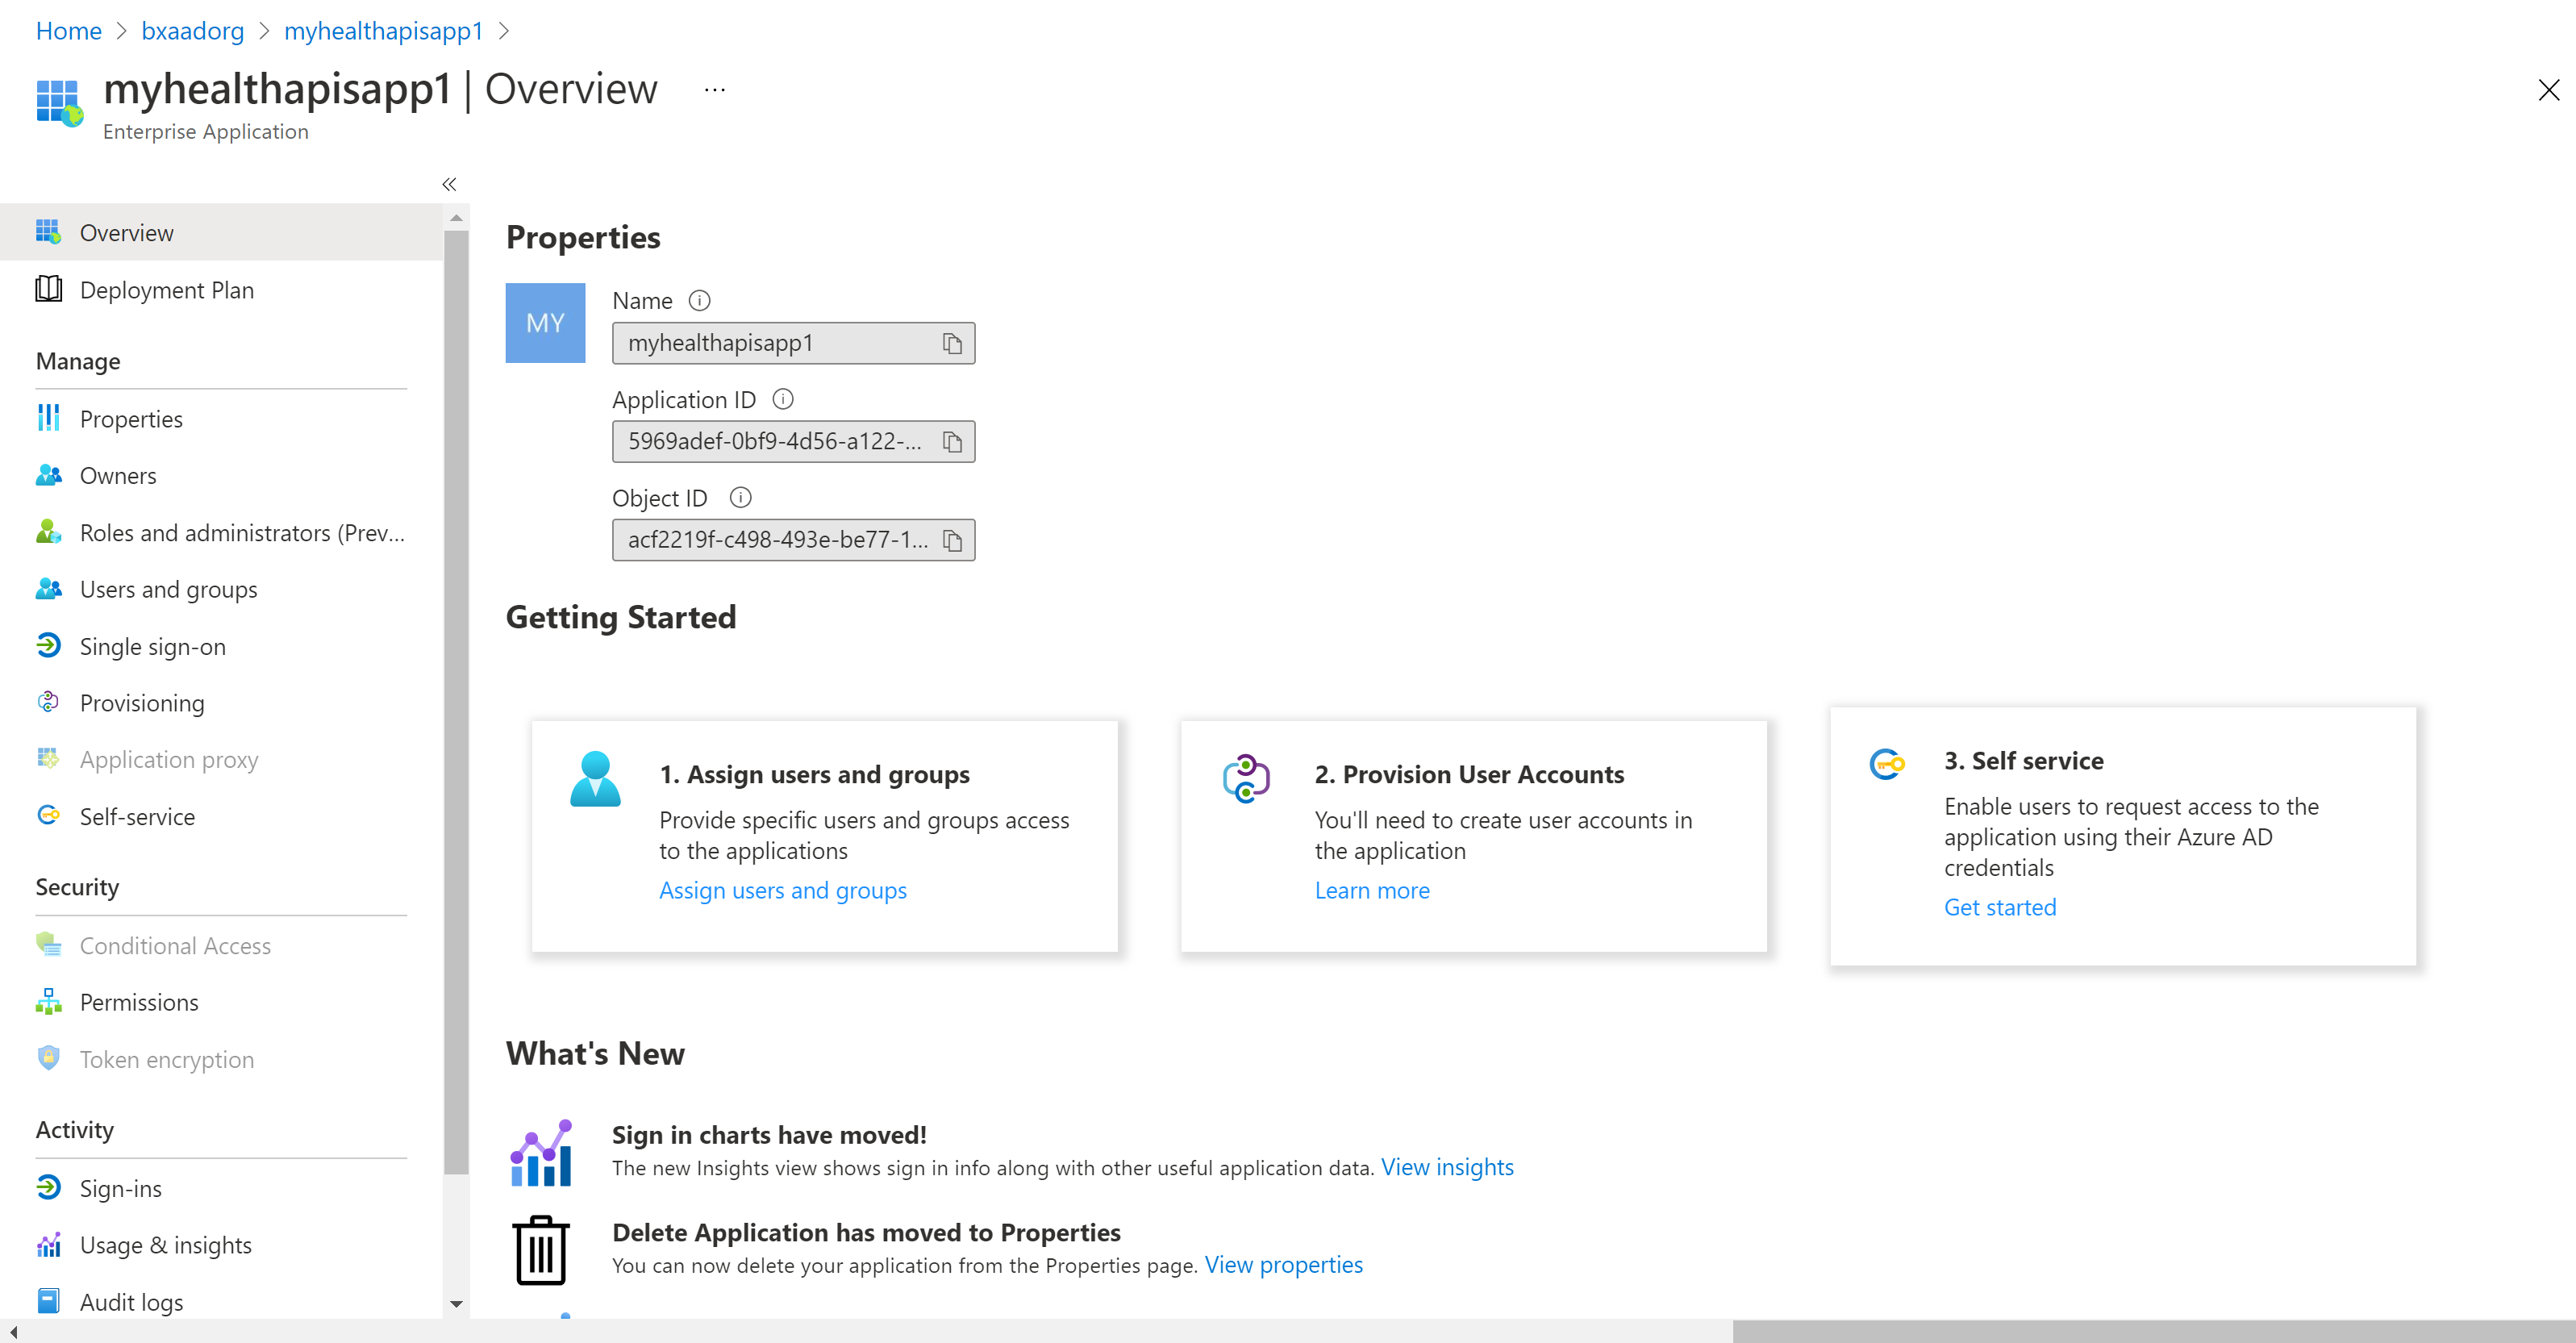 Home > bxaadorg > myhealthapisapp1 >
myhealthapisapp1 | Overview ...
Enterprise Application
Overview
Deployment Plan
Manage
Properties
Owners
Roles and administrators (Prev...
Users and groups
Single sign-on
Provisioning
Application proxy
Self-service
Security
Conditional Access
Permissions
Token encryption
Activity
Sign-ins
Usage & insights
Audit logs
Properties
MY
Name
myhealthapisapp1
Application ID
5969adef-0bf9-4d56-a122-...
Object ID
acf2219f-c498-493e-be77-1...
Getting Started
1. Assign users and groups
Provide specific users and groups access
to the applications
Assign users and groups
2. Provision User Accounts
You'll need to create user accounts in
the application
Learn more
3. Self service
Enable users to request access to the
application using their Azure AD
credentials
Get started
What's New
Sign in charts have moved!
The new Insights view shows sign in info along with other useful application data. View insights
Delete Application has moved to Properties
You can now delete your application from the Properties page. View properties